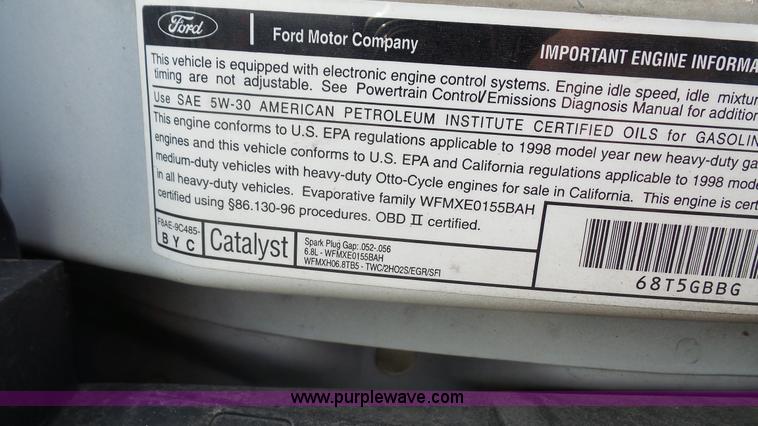 Ford
Ford Motor Company
IMPORTANT ENGINE INFORMA
This vehicle is equipped with electronic engine control systems. Engine idle speed, idle mixtur
timing are not adjustable. See Powertrain Control/Emissions Diagnosis Manual for addition
Use SAE 5W-30 AMERICAN PETROLEUM INSTITUTE CERTIFIED OILS for GASOLIN
This engine conforms to U.S. EPA regulations applicable to 1998 model year new heavy-duty gas
engines and this vehicle conforms to U.S. EPA and California regulations applicable to 1998 mode
medium-duty vehicles with heavy-duty Otto-Cycle engines for sale in California. This engine is certif
in all heavy-duty vehicles. Evaporative family WFMXE0155BAH
certified using §86.130-96 procedures. OBD II certified.
F8AE-9C485-
BYC
Catalyst
Spark Plug Gap: .052-.056
6.8L - WFMXE0155BAH
WFMXH06.8TB5 - TWC/2HO2S/EGR/SFI
68T5GBBG
www.purplewave.com